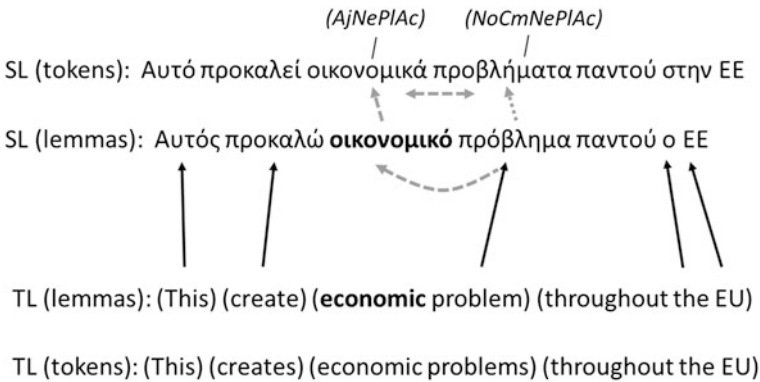 (AjNePlAc) (NoCmNePlAc)
SL (tokens): Αυτό προκαλεί οικονομικά προβλήματα παντού στην ΕΕ
SL (lemmas): Αυτός προκαλώ οικονομικό πρόβλημα παντού ο ΕΕ
TL (lemmas): (This) (create) (economic problem) (throughout the EU)
TL (tokens): (This) (creates) (economic problems) (throughout the EU)